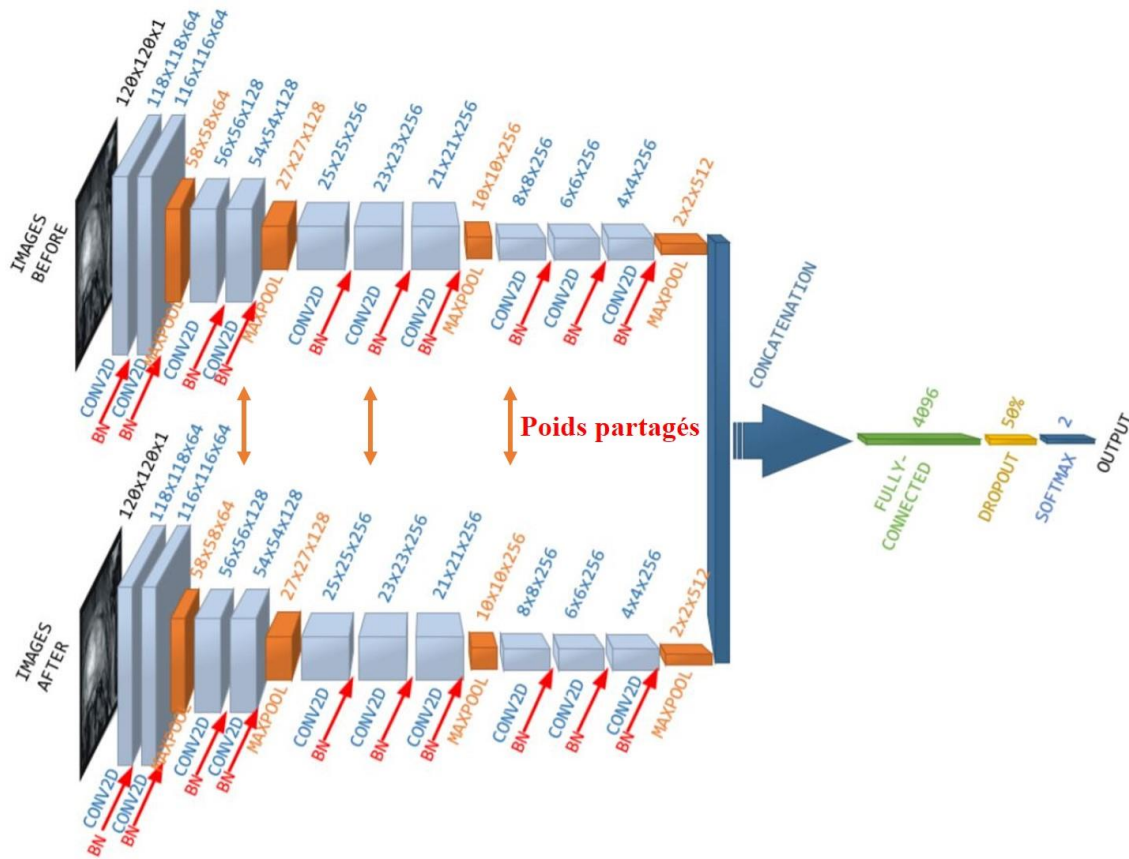 IMAGES
BEFORE
120x120x1
118x118x64
116x116x64
58x58x64
56x56x128
54x54x128
27x27x128
25x25x256
23x23x256
21x21x256
10x10x256
8x8x256
6x6x256
4x4x256
2x2x512
CONV2D
BN
CONV2D
BN
MAXPOOL
CONV2D
BN
CONV2D
BN
MAXPOOL
CONV2D
BN
CONV2D
BN
CONV2D
BN
MAXPOOL
CONV2D
BN
CONV2D
BN
CONV2D
BN
MAXPOOL
Poids partagés
CONCATENATION
4096
FULLY-
CONNECTED
50%
DROPOUT
2
SOFTMAX
OUTPUT
IMAGES
AFTER
120x120x1
118x118x64
116x116x64
58x58x64
56x56x128
54x54x128
27x27x128
25x25x256
23x23x256
21x21x256
10x10x256
8x8x256
6x6x256
4x4x256
2x2x512
CONV2D
BN
CONV2D
BN
MAXPOOL
CONV2D
BN
CONV2D
BN
MAXPOOL
CONV2D
BN
CONV2D
BN
CONV2D
BN
MAXPOOL
CONV2D
BN
CONV2D
BN
CONV2D
BN
MAXPOOL